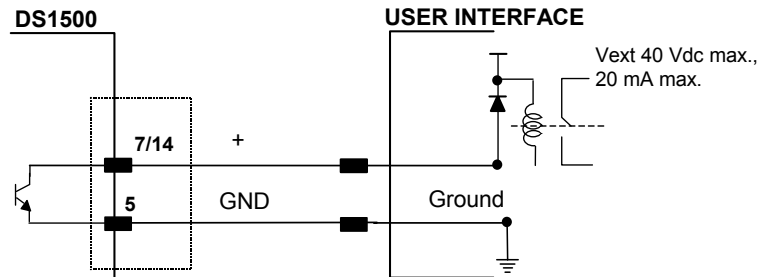 DS1500
USER INTERFACE
Vext 40 Vdc max.,
20 mA max.
7/14
+
5
GND
Ground